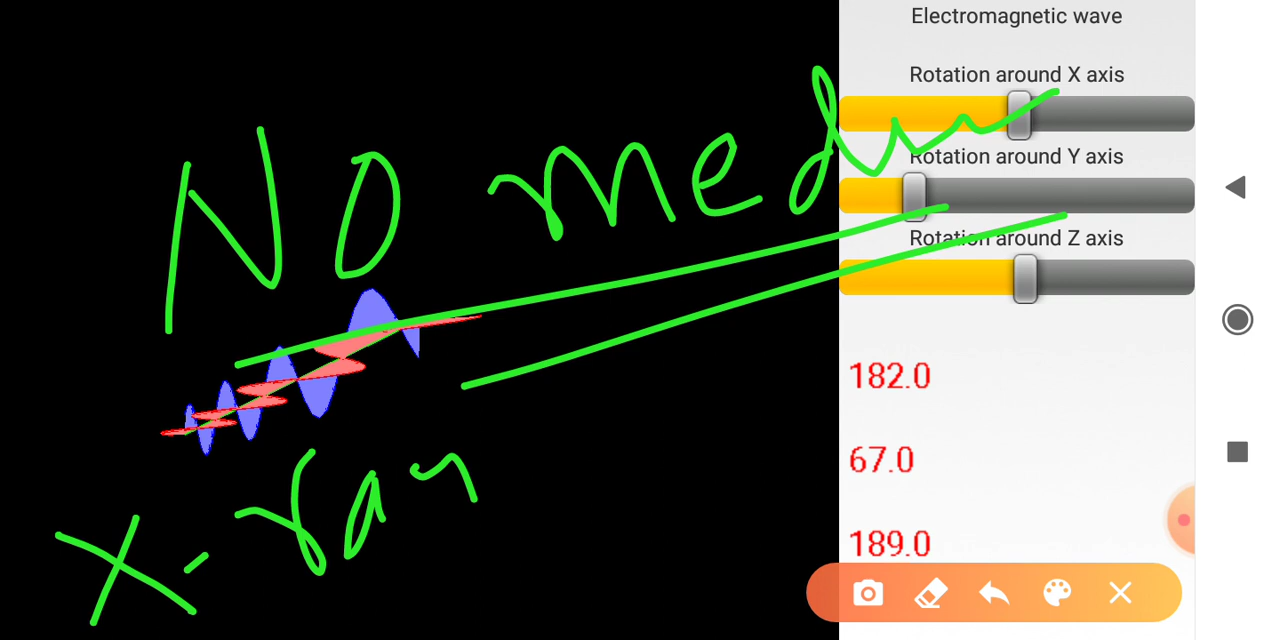 Electromagnetic wave
Rotation around X axis
Rotation around Y axis
Rotation around Z axis
182.0
67.0
189.0
NO
X-ray